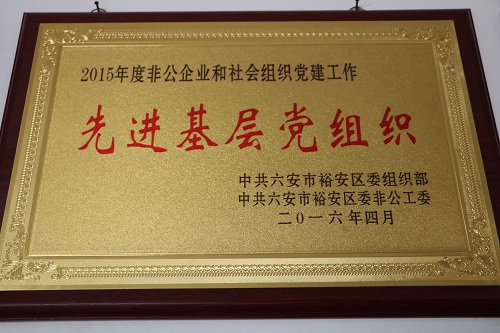 2015年度非公企业和社会组织党建工作
先进基层党组织
中共六安市裕安区委组织部
中共六安市裕安区委非公工委
二0一六年四月